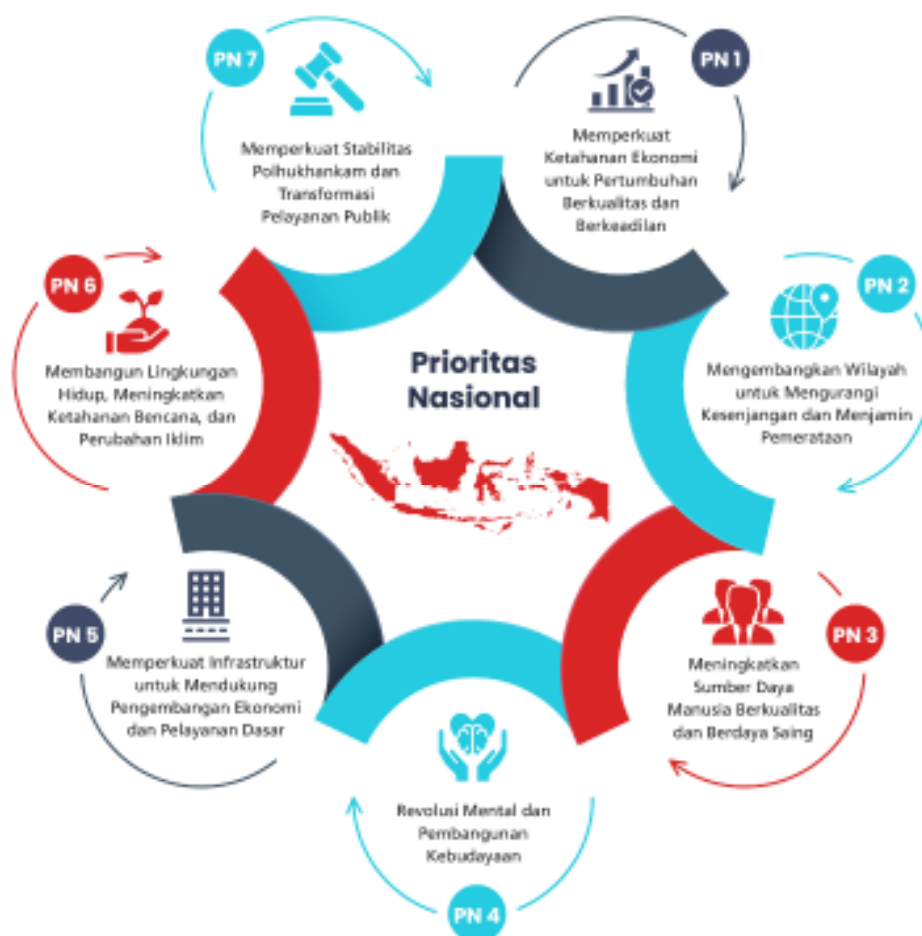 Prioritas
Nasional
PN 1
Memperkuat
Ketahanan Ekonomi
untuk Pertumbuhan
Berkualitas dan
Berkeadilan
PN 2
Mengembangkan Wilayah
untuk Mengurangi
Kesenjangan dan Menjamin
Pemerataan
PN 3
Meningkatkan
Sumber Daya
Manusia Berkualitas
dan Berdaya Saing
PN 4
Revolusi Mental dan
Pembangunan
Kebudayaan
PN 5
Memperkuat Infrastruktur
untuk Mendukung
Pengembangan Ekonomi
dan Pelayanan Dasar
PN 6
Membangun Lingkungan
Hidup, Meningkatkan
Ketahanan Bencana, dan
Perubahan Iklim
PN 7
Memperkuat Stabilitas
Polhukhankam dan
Transformasi
Pelayanan Publik